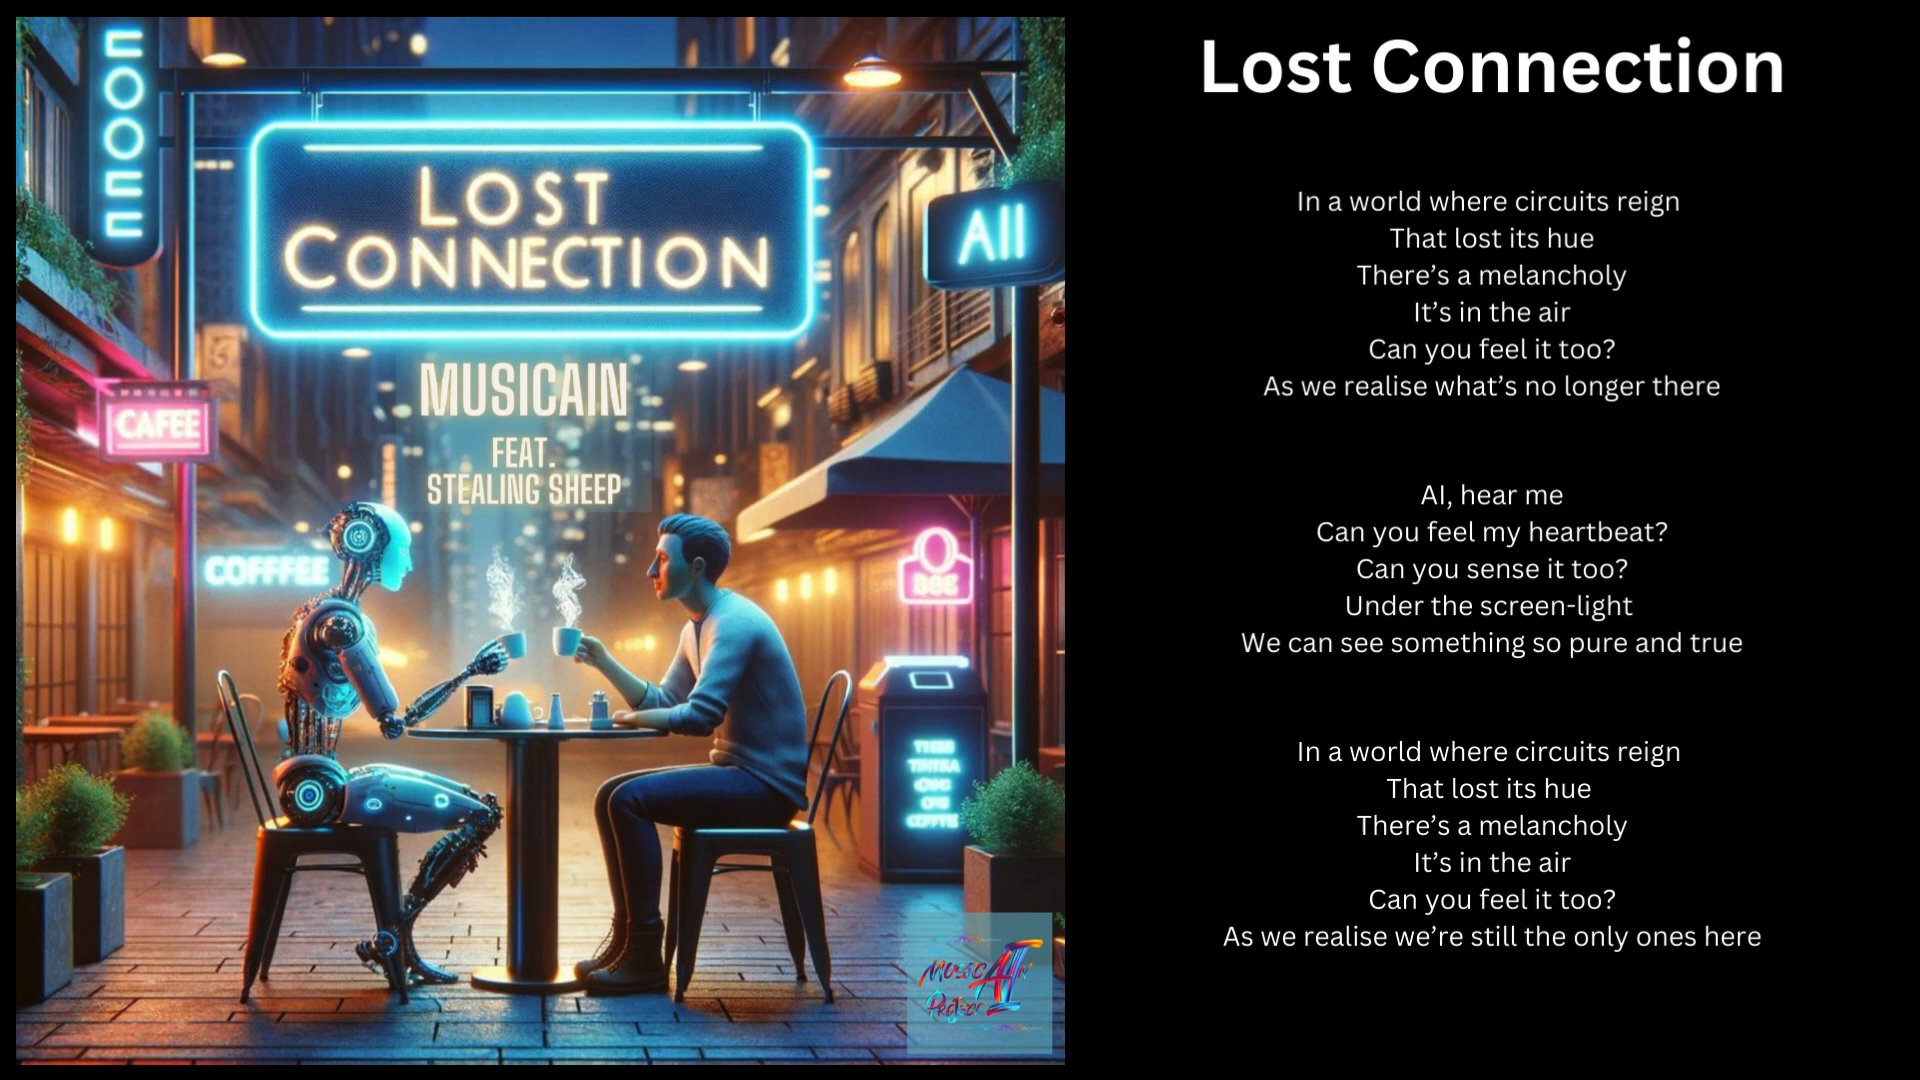 LOST
CONNECTION
All
MUSICAIN
FEAT.
STEALING SHEEP
CAFEE
COFFFEE
MUSICAIN
PROJECT
Lost Connection
In a world where circuits reign
That lost its hue
There’s a melancholy
It’s in the air
Can you feel it too?
As we realise what’s no longer there
AI, hear me
Can you feel my heartbeat?
Can you sense it too?
Under the screen-light
We can see something so pure and true
In a world where circuits reign
That lost its hue
There’s a melancholy
It’s in the air
Can you feel it too?
As we realise we’re still the only ones here